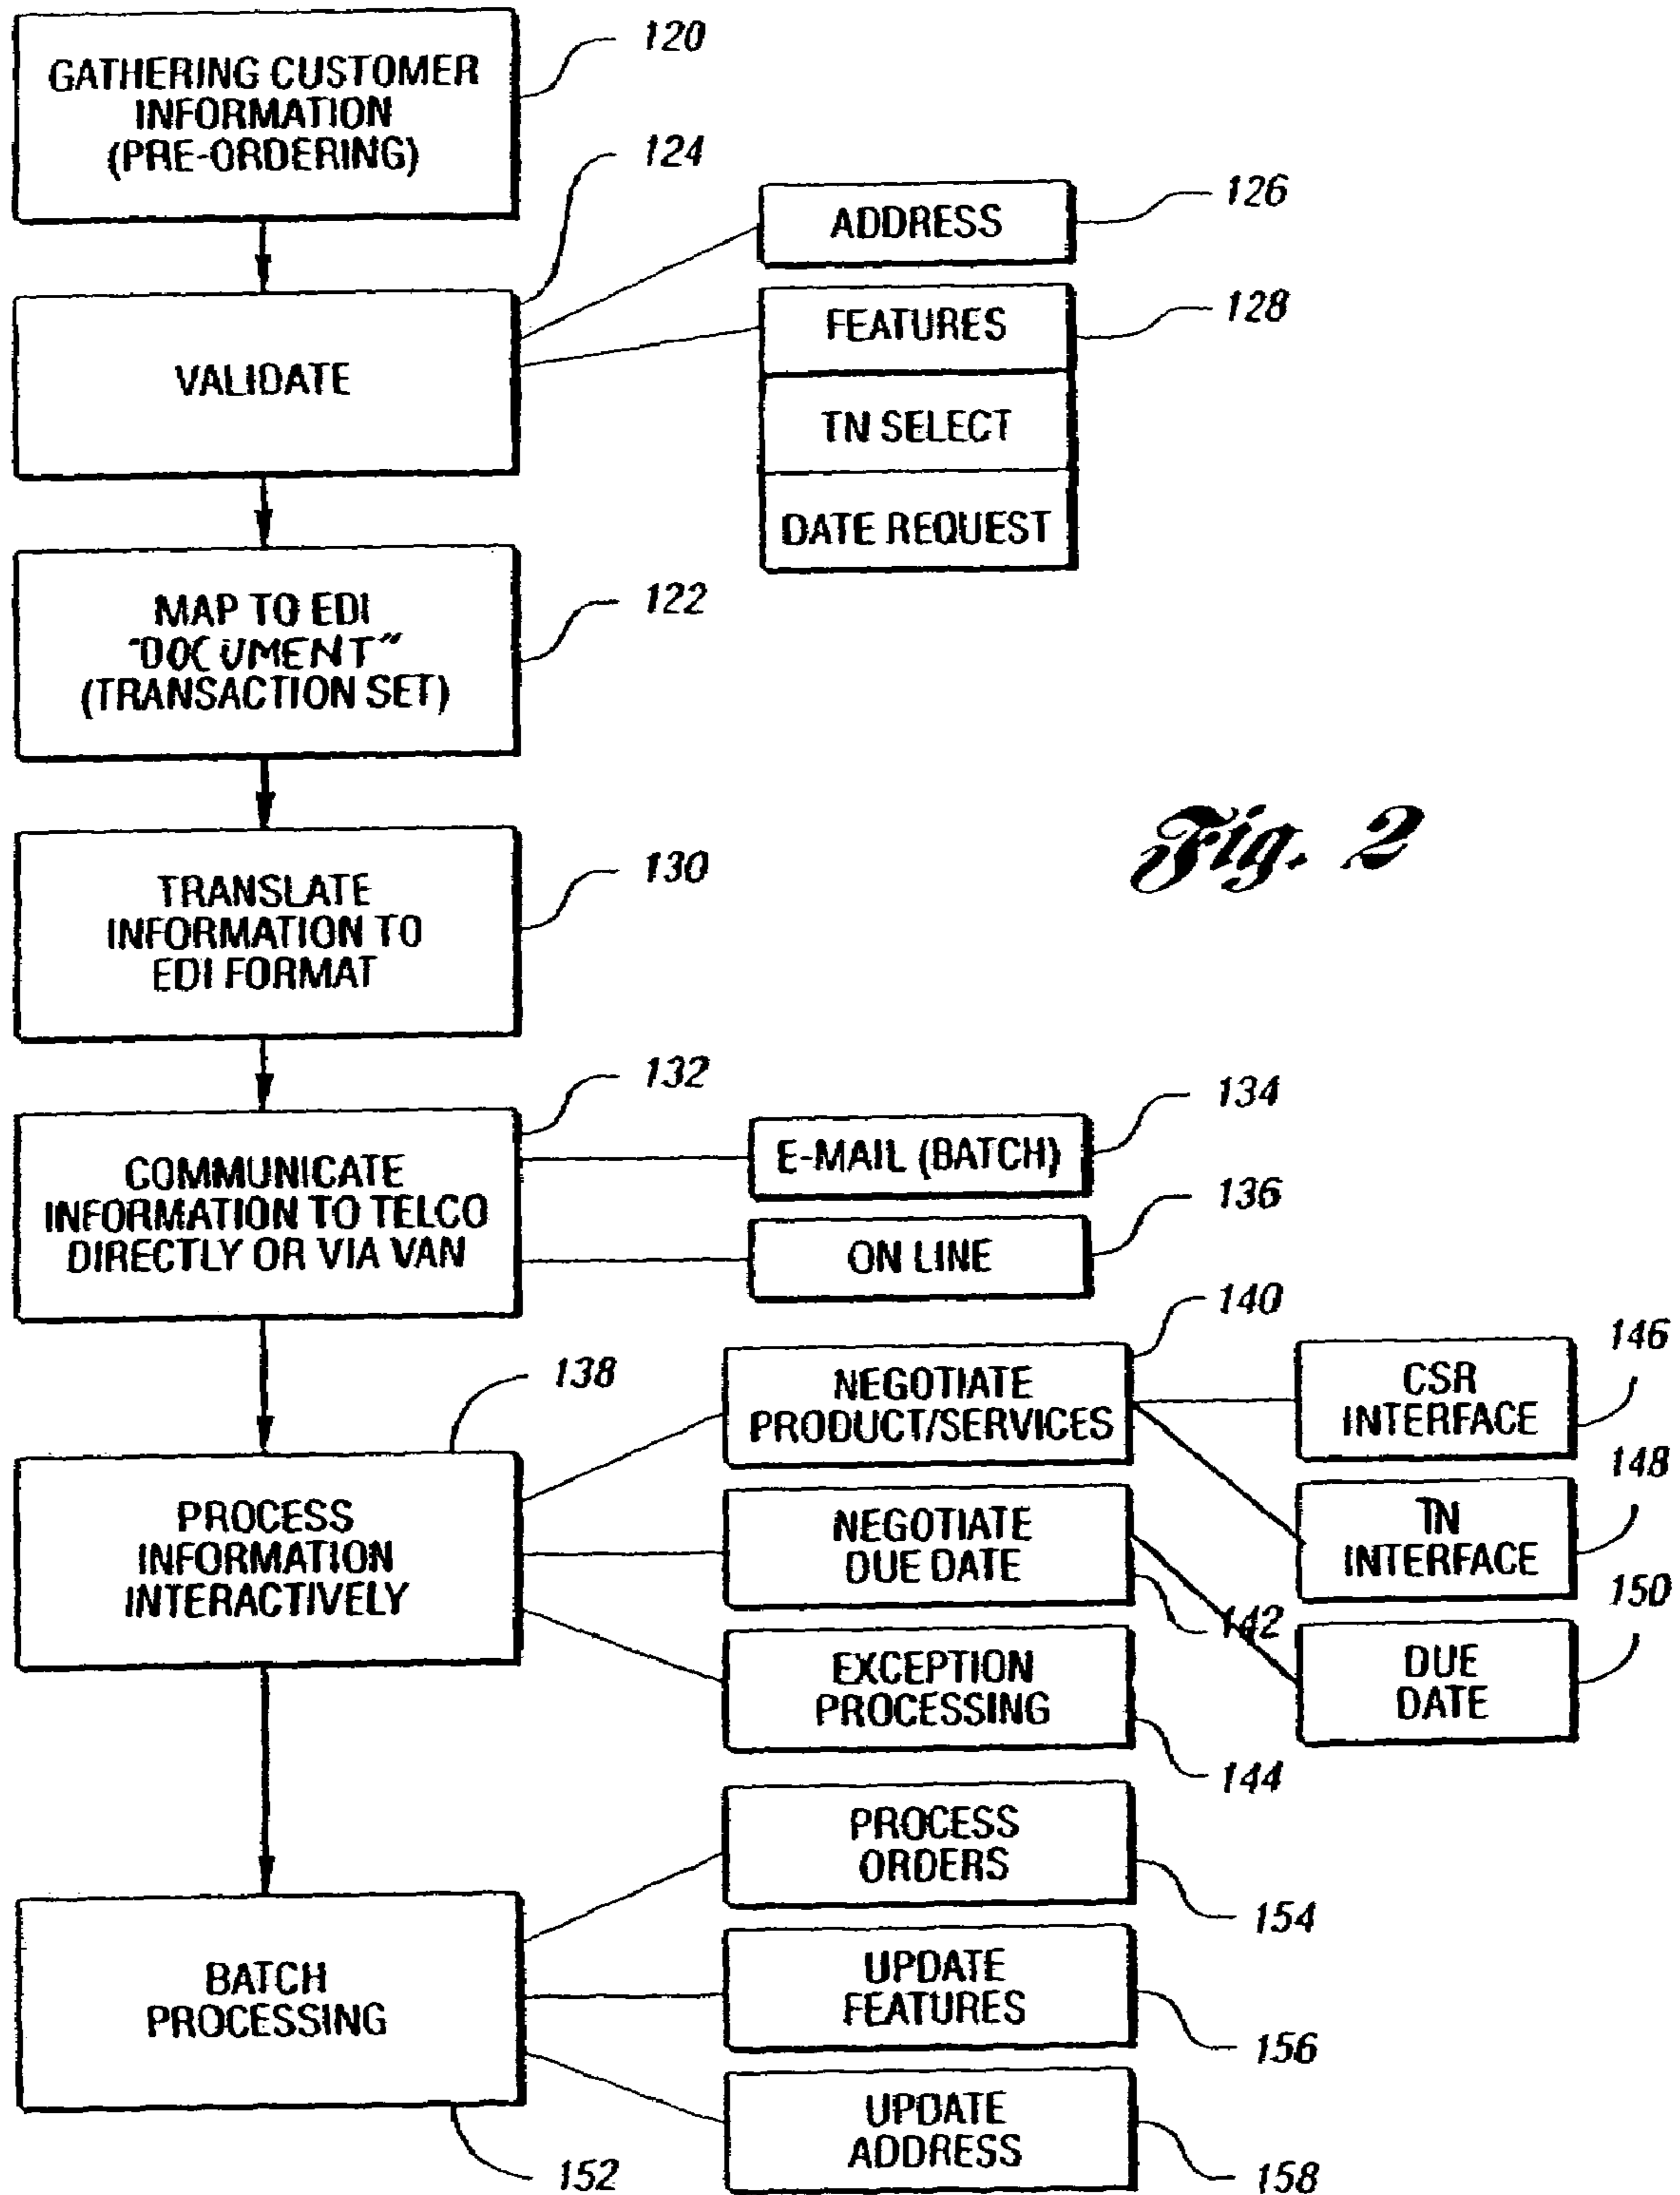 120
GATHERING CUSTOMER
INFORMATION
(PRE-ORDERING)
124
VALIDATE
126
ADDRESS
128
FEATURES
TN SELECT
DATE REQUEST
122
MAP TO EDI
"DOCUMENT"
(TRANSACTION SET)
Fig. 2
130
TRANSLATE
INFORMATION TO
EDI FORMAT
132
COMMUNICATE
INFORMATION TO TELCO
DIRECTLY OR VIA VAN
134
E-MAIL (BATCH)
136
ON LINE
138
PROCESS
INFORMATION
INTERACTIVELY
140
NEGOTIATE
PRODUCT/SERVICES
146
CSR
INTERFACE
148
TN
INTERFACE
NEGOTIATE
DUE DATE
142
150
DUE
DATE
EXCEPTION
PROCESSING
144
BATCH
PROCESSING
152
PROCESS
ORDERS
154
UPDATE
FEATURES
156
UPDATE
ADDRESS
158